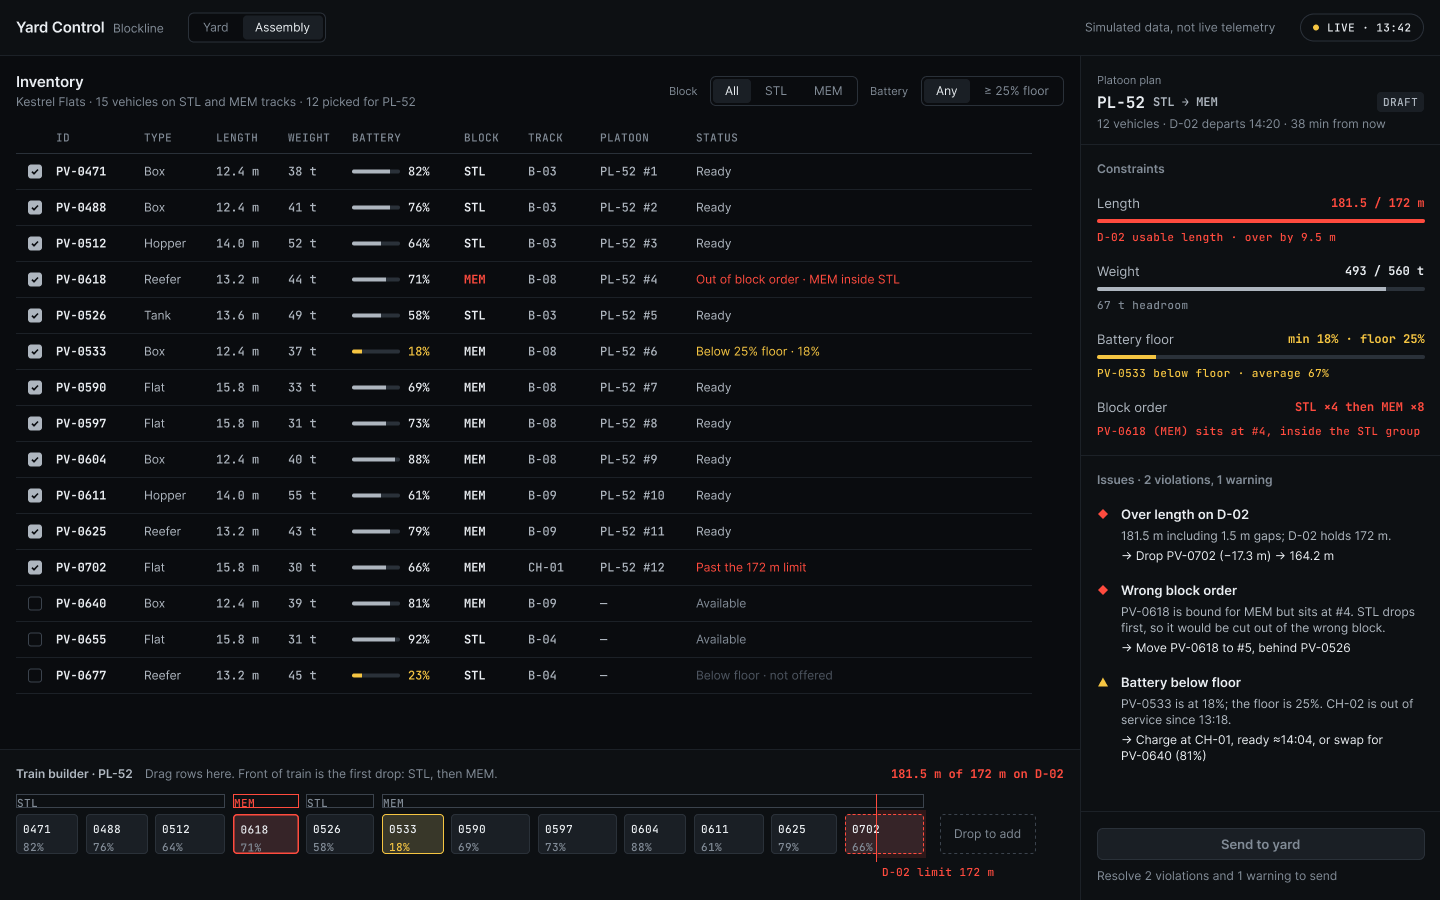 Yard Control Blockline Yard Assembly Simulated data, not live telemetry LIVE · 13:42
Inventory
Kestrel Flats · 15 vehicles on STL and MEM tracks · 12 picked for PL-52
Block All STL MEM Battery Any ≥ 25% floor
ID TYPE LENGTH WEIGHT BATTERY BLOCK TRACK PLATOON STATUS
PV-0471 Box 12.4 m 38 t 82% STL B-03 PL-52 #1 Ready
PV-0488 Box 12.4 m 41 t 76% STL B-03 PL-52 #2 Ready
PV-0512 Hopper 14.0 m 52 t 64% STL B-03 PL-52 #3 Ready
PV-0618 Reefer 13.2 m 44 t 71% MEM B-08 PL-52 #4 Out of block order · MEM inside STL
PV-0526 Tank 13.6 m 49 t 58% STL B-03 PL-52 #5 Ready
PV-0533 Box 12.4 m 37 t 18% MEM B-08 PL-52 #6 Below 25% floor · 18%
PV-0590 Flat 15.8 m 33 t 69% MEM B-08 PL-52 #7 Ready
PV-0597 Flat 15.8 m 31 t 73% MEM B-08 PL-52 #8 Ready
PV-0604 Box 12.4 m 40 t 88% MEM B-08 PL-52 #9 Ready
PV-0611 Hopper 14.0 m 55 t 61% MEM B-09 PL-52 #10 Ready
PV-0625 Reefer 13.2 m 43 t 79% MEM B-09 PL-52 #11 Ready
PV-0702 Flat 15.8 m 30 t 66% MEM CH-01 PL-52 #12 Past the 172 m limit
PV-0640 Box 12.4 m 39 t 81% MEM B-09 — Available
PV-0655 Flat 15.8 m 31 t 92% STL B-04 — Available
PV-0677 Reefer 13.2 m 45 t 23% STL B-04 — Below floor · not offered
Train builder · PL-52 Drag rows here. Front of train is the first drop: STL, then MEM. 181.5 m of 172 m on D-02
STL MEM STL MEM
0471 0488 0512 0618 0526 0533 0590 0597 0604 0611 0625 0702 Drop to add
82% 76% 64% 71% 58% 18% 69% 73% 88% 61% 79% 66%
D-02 limit 172 m
Platoon plan
PL-52 STL → MEM DRAFT
12 vehicles · D-02 departs 14:20 · 38 min from now
Constraints
Length 181.5 / 172 m
D-02 usable length · over by 9.5 m
Weight 493 / 560 t
67 t headroom
Battery floor min 18% · floor 25%
PV-0533 below floor · average 67%
Block order STL ×4 then MEM ×8
PV-0618 (MEM) sits at #4, inside the STL group
Issues · 2 violations, 1 warning
Over length on D-02
181.5 m including 1.5 m gaps; D-02 holds 172 m.
→ Drop PV-0702 (−17.3 m) → 164.2 m
Wrong block order
PV-0618 is bound for MEM but sits at #4. STL drops
first, so it would be cut out of the wrong block.
→ Move PV-0618 to #5, behind PV-0526
Battery below floor
PV-0533 is at 18%; the floor is 25%. CH-02 is out of
service since 13:18.
→ Charge at CH-01, ready ≈14:04, or swap for
PV-0640 (81%)
Send to yard
Resolve 2 violations and 1 warning to send